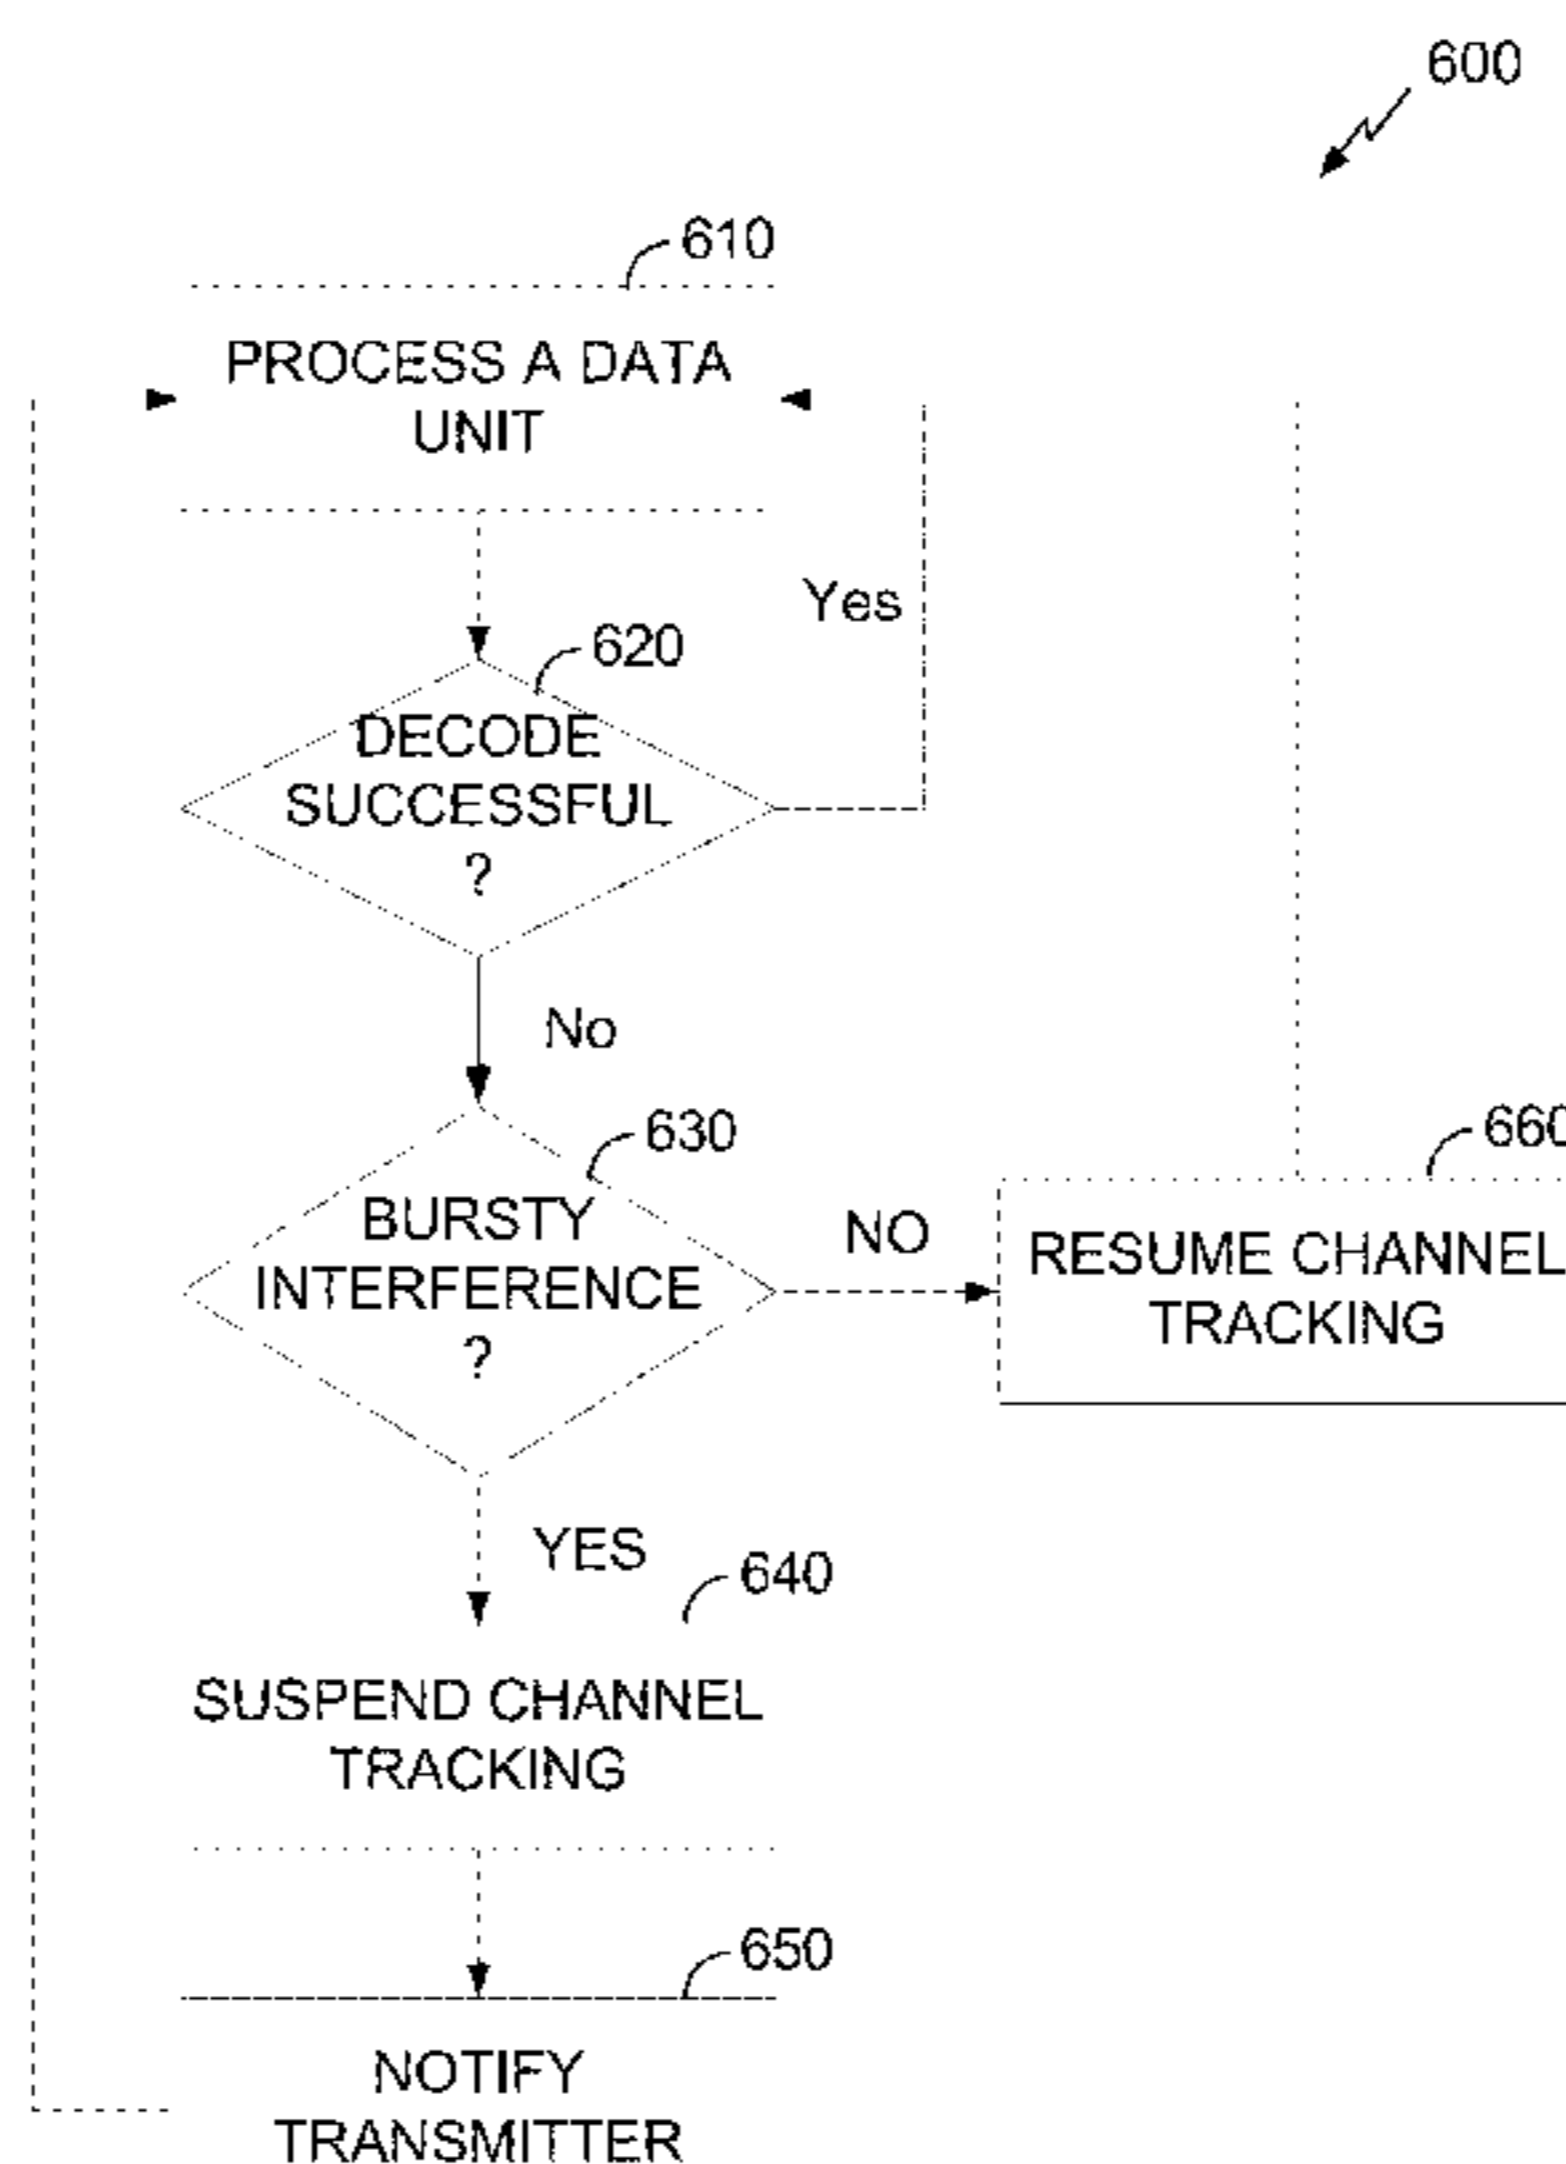 600
610
PROCESS A DATA
UNIT
Yes
620
DECODE
SUCCESSFUL
?
No
630
BURSTY
INTERFERENCE
?
NO
660
RESUME CHANNEL
TRACKING
YES
640
SUSPEND CHANNEL
TRACKING
650
NOTIFY
TRANSMITTER